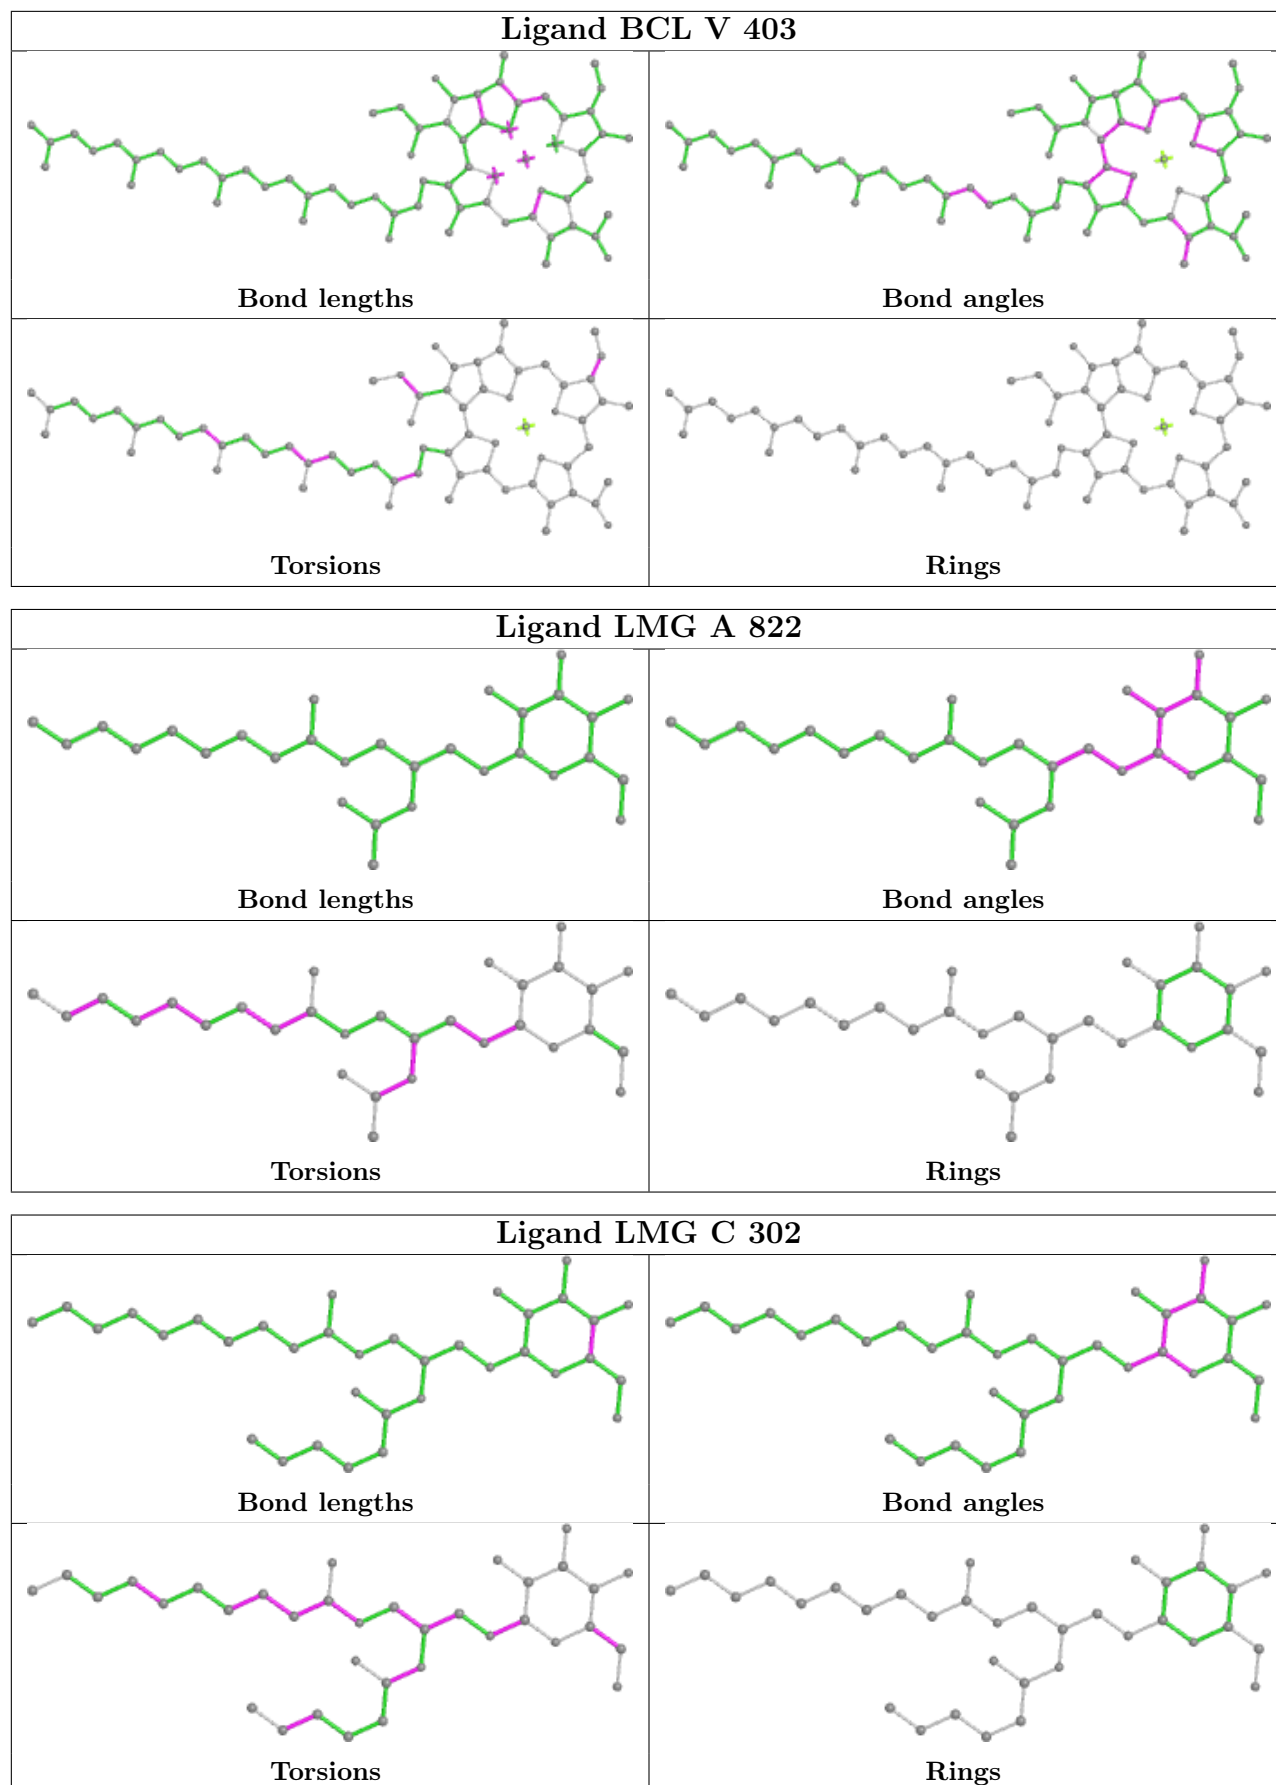 Ligand BCL V 403
Bond lengths
Bond angles
Torsions
Rings
Ligand LMG A 822
Bond lengths
Bond angles
Torsions
Rings
Ligand LMG C 302
Bond lengths
Bond angles
Torsions
Rings